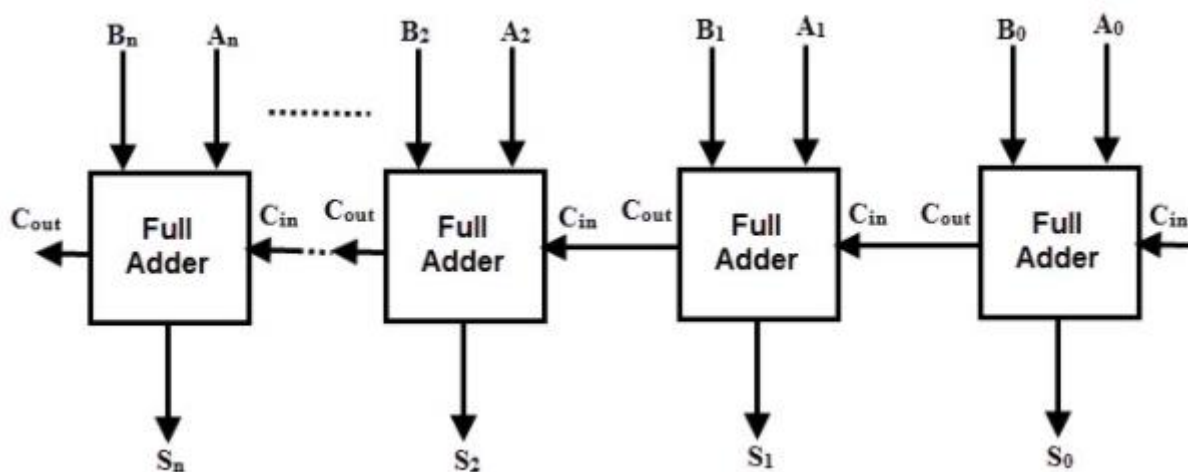 Bₙ Aₙ B₂ A₂ B₁ A₁ B₀ A₀
Cout Full Adder Cin Cout Full Adder Cin Cout Full Adder Cin Cout Full Adder Cin
Sₙ S₂ S₁ S₀